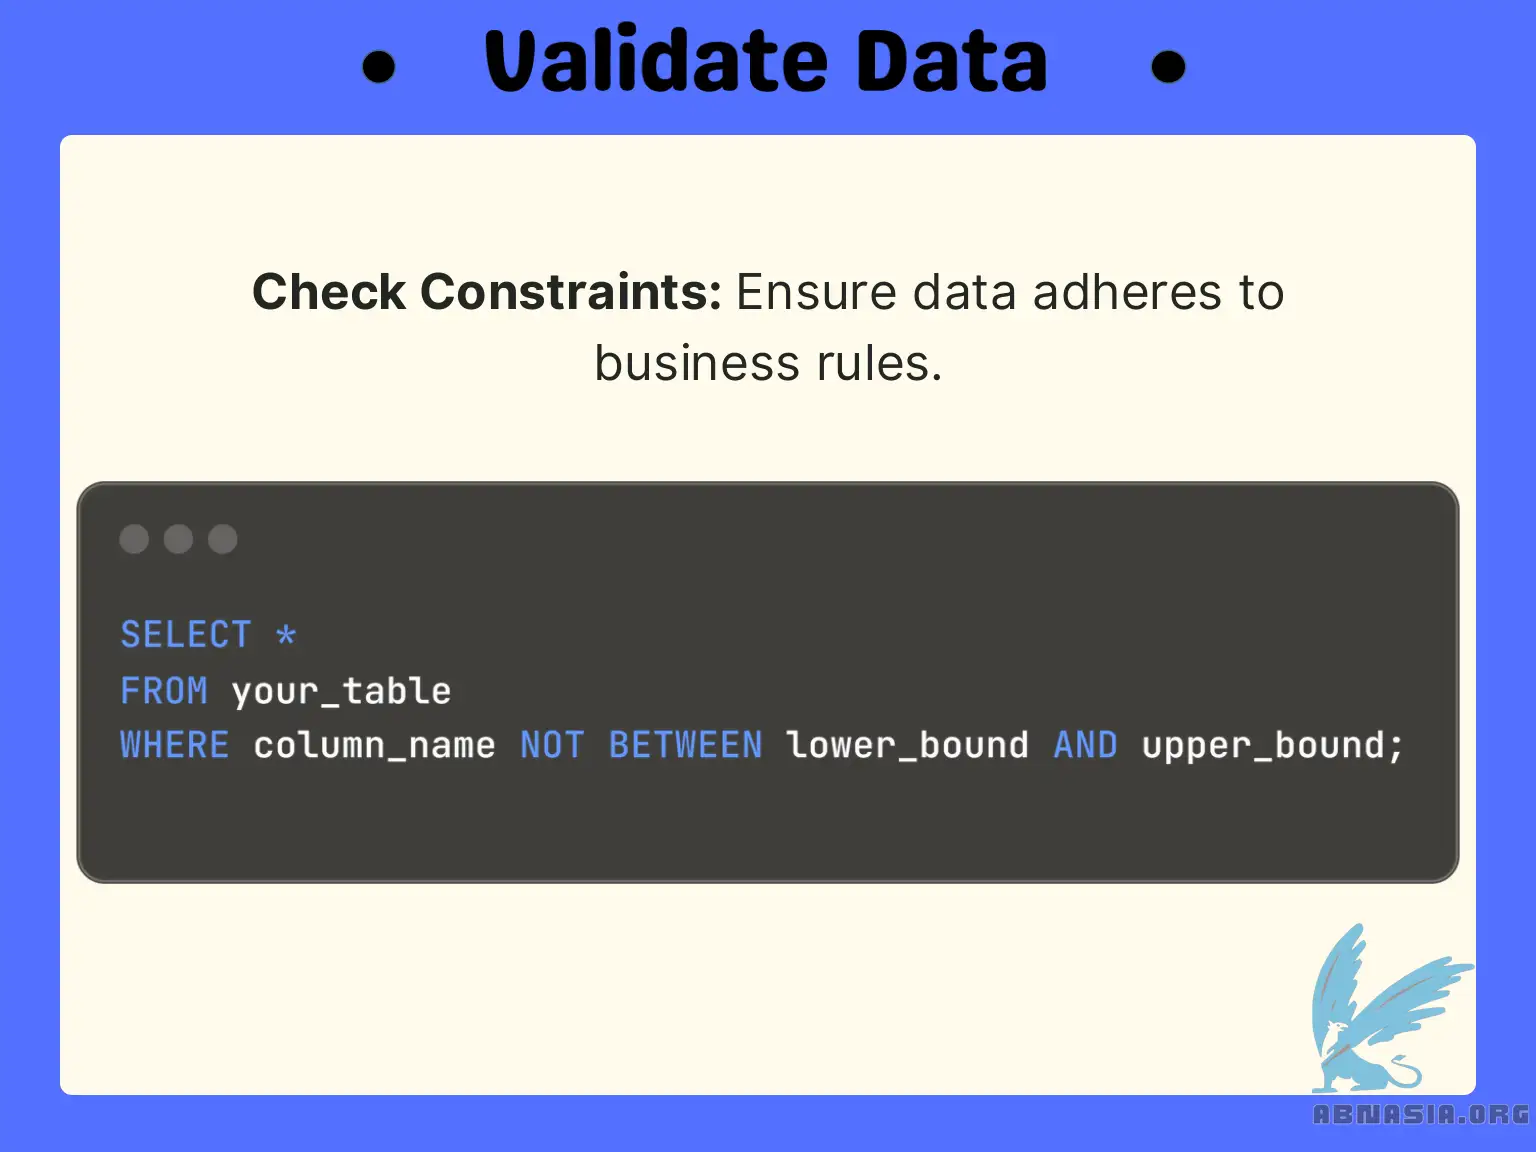 • Validate Data •
Check Constraints: Ensure data adheres to
business rules.
SELECT *
FROM your_table
WHERE column_name NOT BETWEEN lower_bound AND upper_bound;
ABNASIA.ORG